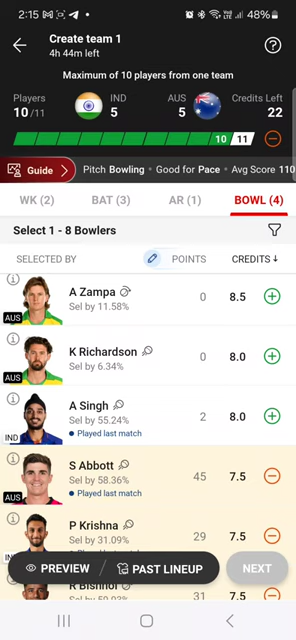 2:15 48%
Create team 1
4h 44m left
Maximum of 10 players from one team
Players IND AUS Credits Left
10/11 5 5 22
10 11
Guide Pitch Bowling • Good for Pace • Avg Score 110
WK (2) BAT (3) AR (1) BOWL (4)
Select 1 - 8 Bowlers
SELECTED BY POINTS CREDITS↓
A Zampa
Sel by 11.58% 0 8.5
AUS
K Richardson
Sel by 6.34% 0 8.0
AUS
A Singh
Sel by 55.24% 2 8.0
Played last match
IND
S Abbott
Sel by 58.36% 45 7.5
Played last match
AUS
P Krishna
Sel by 31.09% 29 7.5
PREVIEW PAST LINEUP NEXT
R Bishnoi
31 7.5